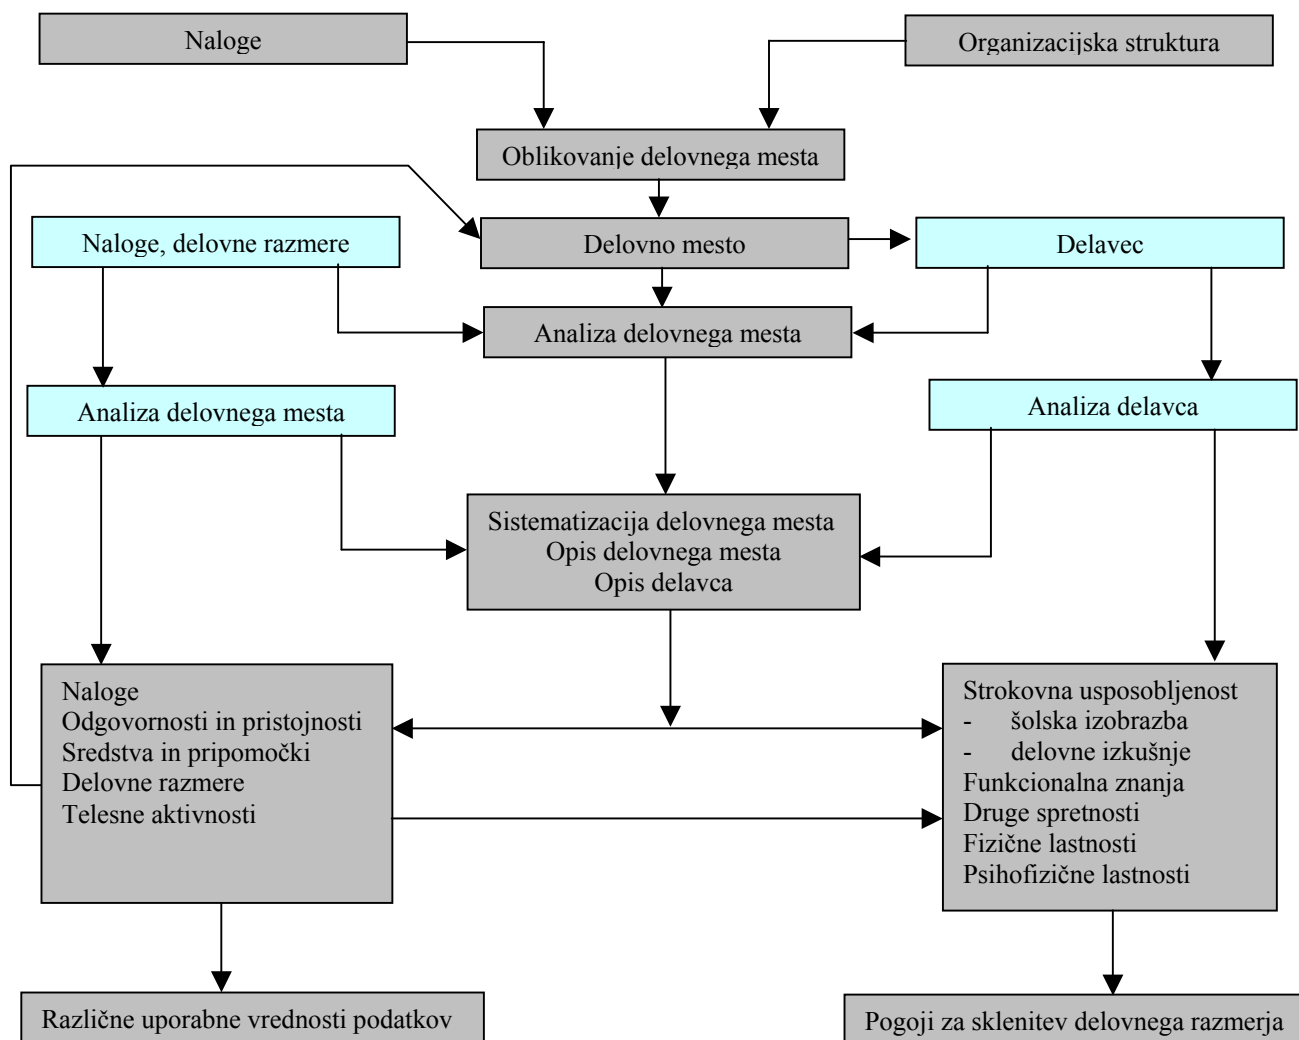 Naloge
Organizacijska struktura
Oblikovanje delovnega mesta
Naloge, delovne razmere
Delovno mesto
Delavec
Analiza delovnega mesta
Analiza delovnega mesta
Analiza delavca
Sistematizacija delovnega mesta
Opis delovnega mesta
Opis delavca
Naloge
Odgovornosti in pristojnosti
Sredstva in pripomočki
Delovne razmere
Telesne aktivnosti
Strokovna usposobljenost
- šolska izobrazba
- delovne izkušnje
Funkcionalna znanja
Druge spretnosti
Fizične lastnosti
Psihofizične lastnosti
Različne uporabne vrednosti podatkov
Pogoji za sklenitev delovnega razmerja